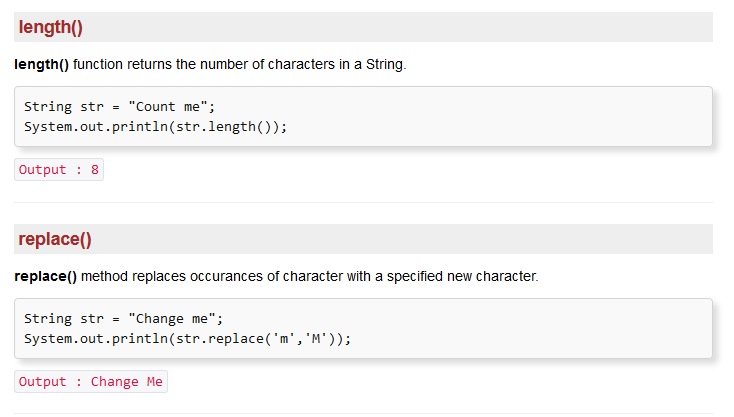 length()
length() function returns the number of characters in a String.
String str = "Count me";
System.out.println(str.length());
Output : 8
replace()
replace() method replaces occurances of character with a specified new character.
String str = "Change me";
System.out.println(str.replace('m','M'));
Output : Change Me